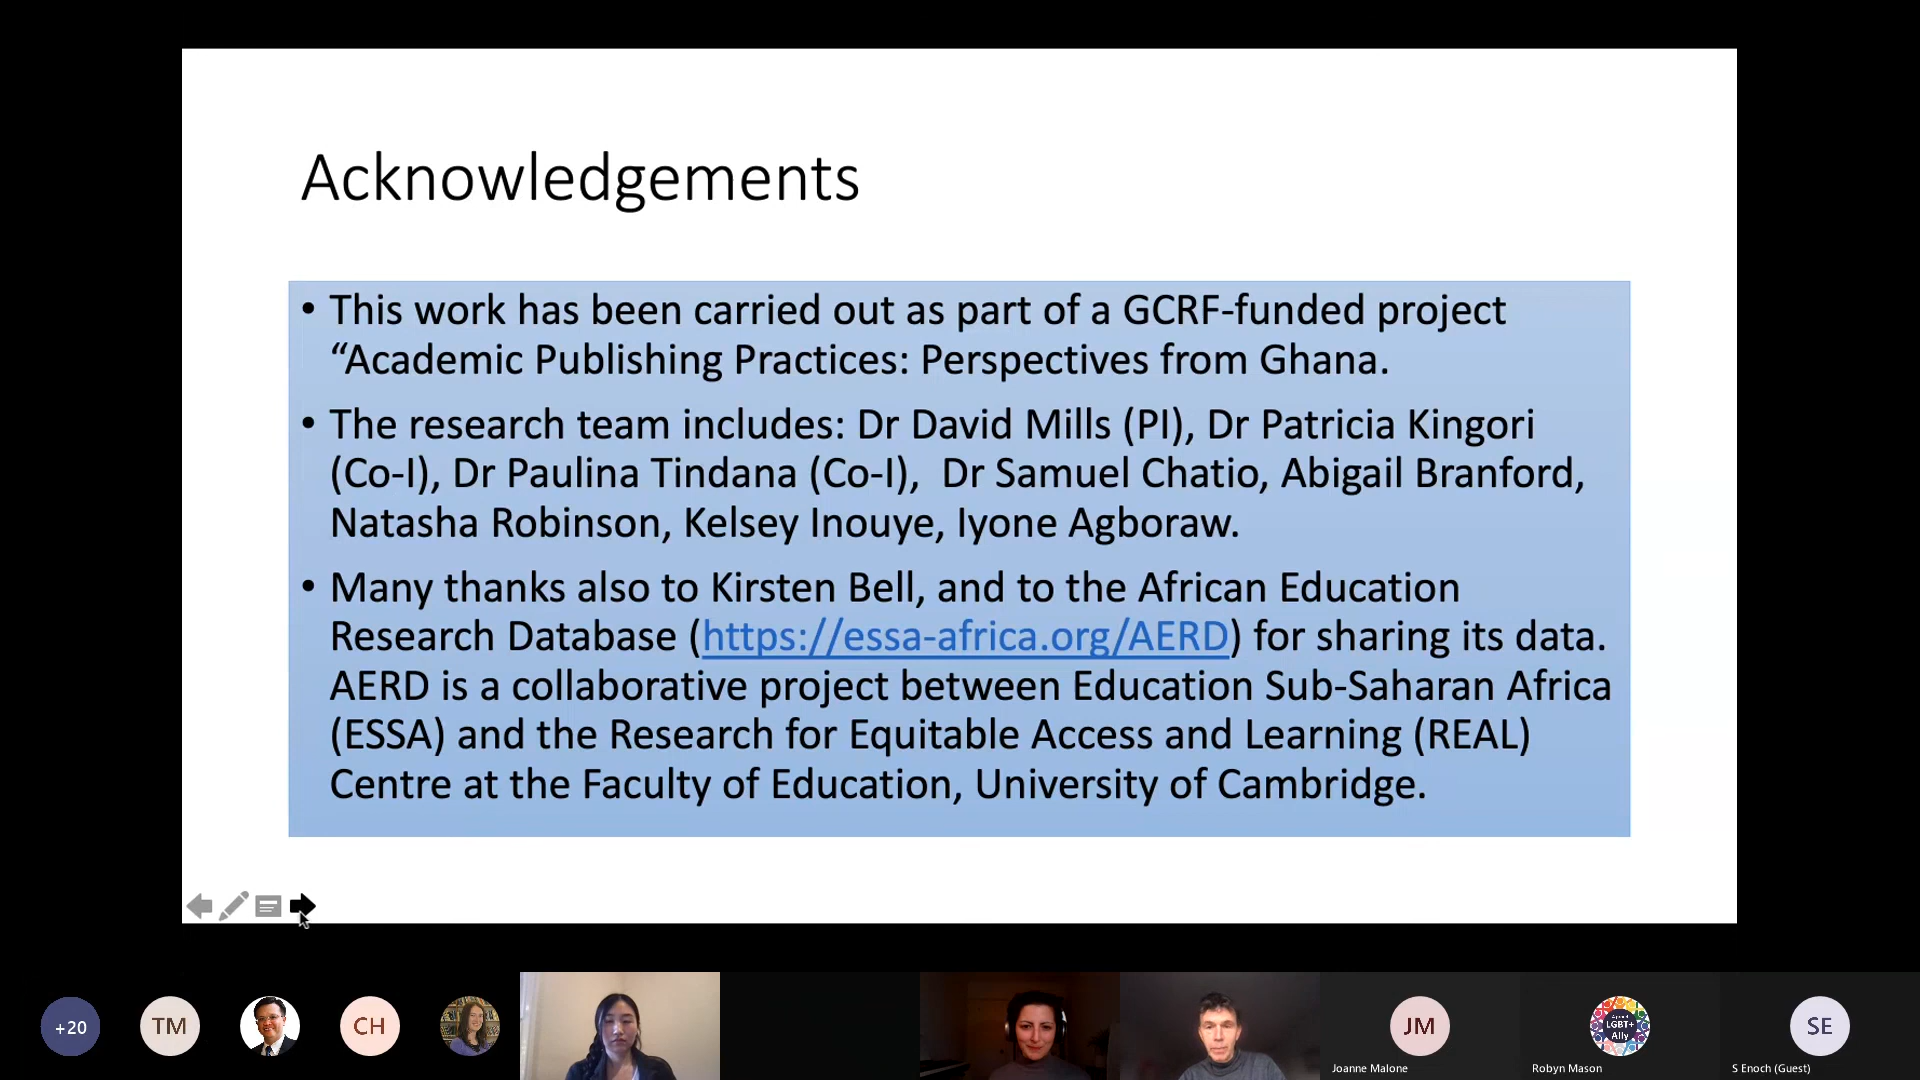 Acknowledgements
• This work has been carried out as part of a GCRF-funded project
“Academic Publishing Practices: Perspectives from Ghana.
• The research team includes: Dr David Mills (PI), Dr Patricia Kingori
(Co-I), Dr Paulina Tindana (Co-I), Dr Samuel Chatio, Abigail Branford,
Natasha Robinson, Kelsey Inouye, Iyone Agboraw.
• Many thanks also to Kirsten Bell, and to the African Education
Research Database (https://essa-africa.org/AERD) for sharing its data.
AERD is a collaborative project between Education Sub-Saharan Africa
(ESSA) and the Research for Equitable Access and Learning (REAL)
Centre at the Faculty of Education, University of Cambridge.
+20
TM
CH
JM
LGBT+
Ally
SE
Joanne Malone
Robyn Mason
S Enoch (Guest)